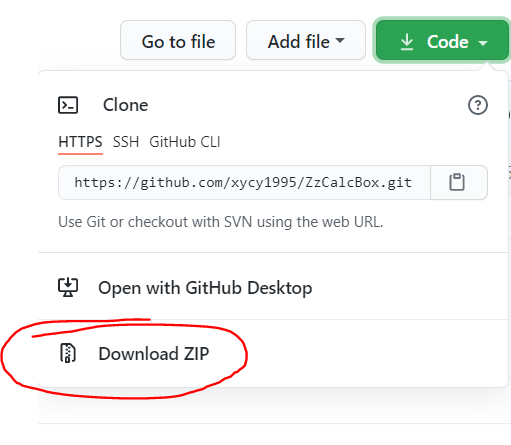 Go to file Add file Code
Clone
HTTPS SSH GitHub CLI
https://github.com/xycy1995/ZzCalcBox.git
Use Git or checkout with SVN using the web URL.
Open with GitHub Desktop
Download ZIP